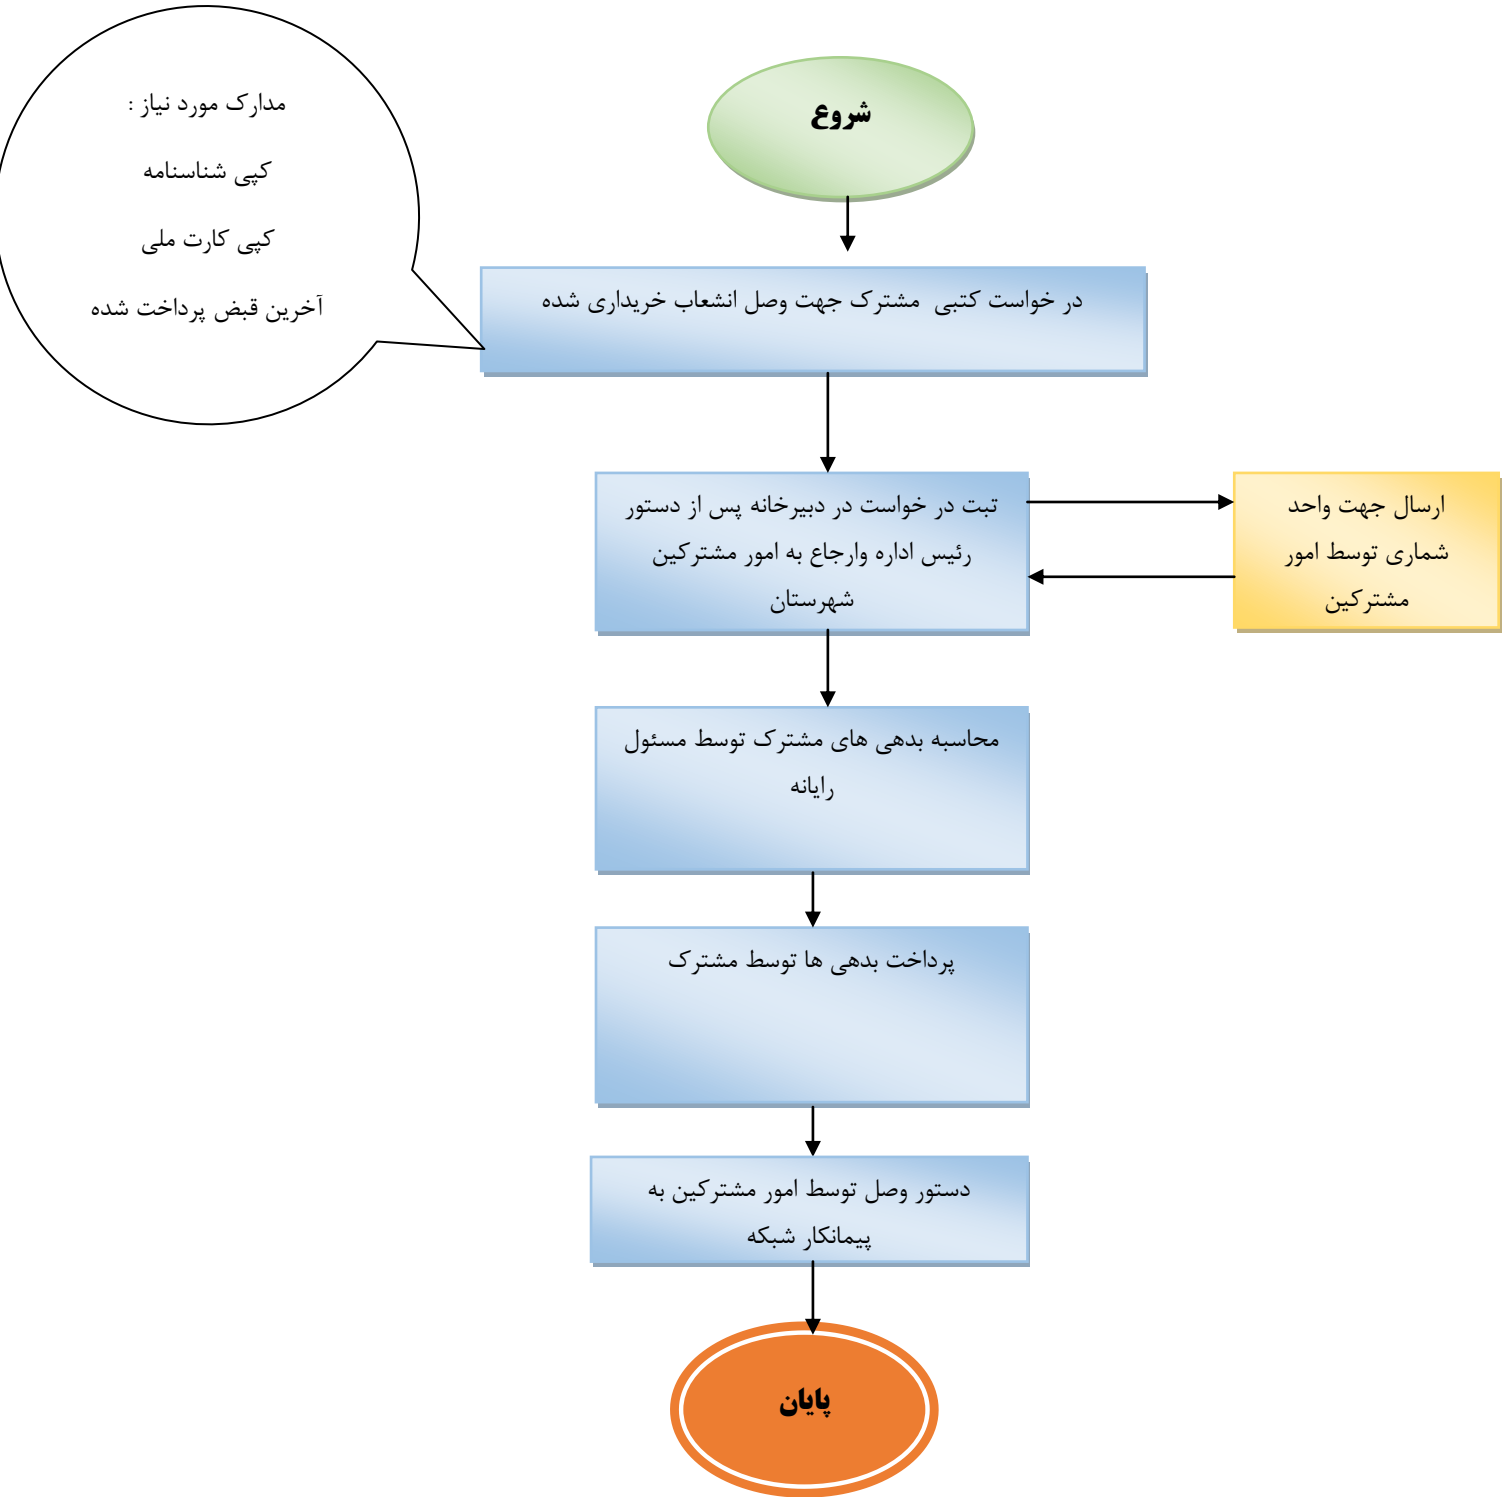 مدارک مورد نیاز :
کپی شناسنامه
کپی کارت ملی
آخرین قبض پرداخت شده
شروع
در خواست کتبی مشترک جهت وصل انشعاب خریداری شده
ثبت در خواست در دبیرخانه پس از دستور
رئیس اداره وارجاع به امور مشترکین
شهرستان
ارسال جهت واحد
شماری توسط امور
مشترکین
محاسبه بدهی های مشترک توسط مسئول
رایانه
پرداخت بدهی ها توسط مشترک
دستور وصل توسط امور مشترکین به
پیمانکار شبکه
پایان